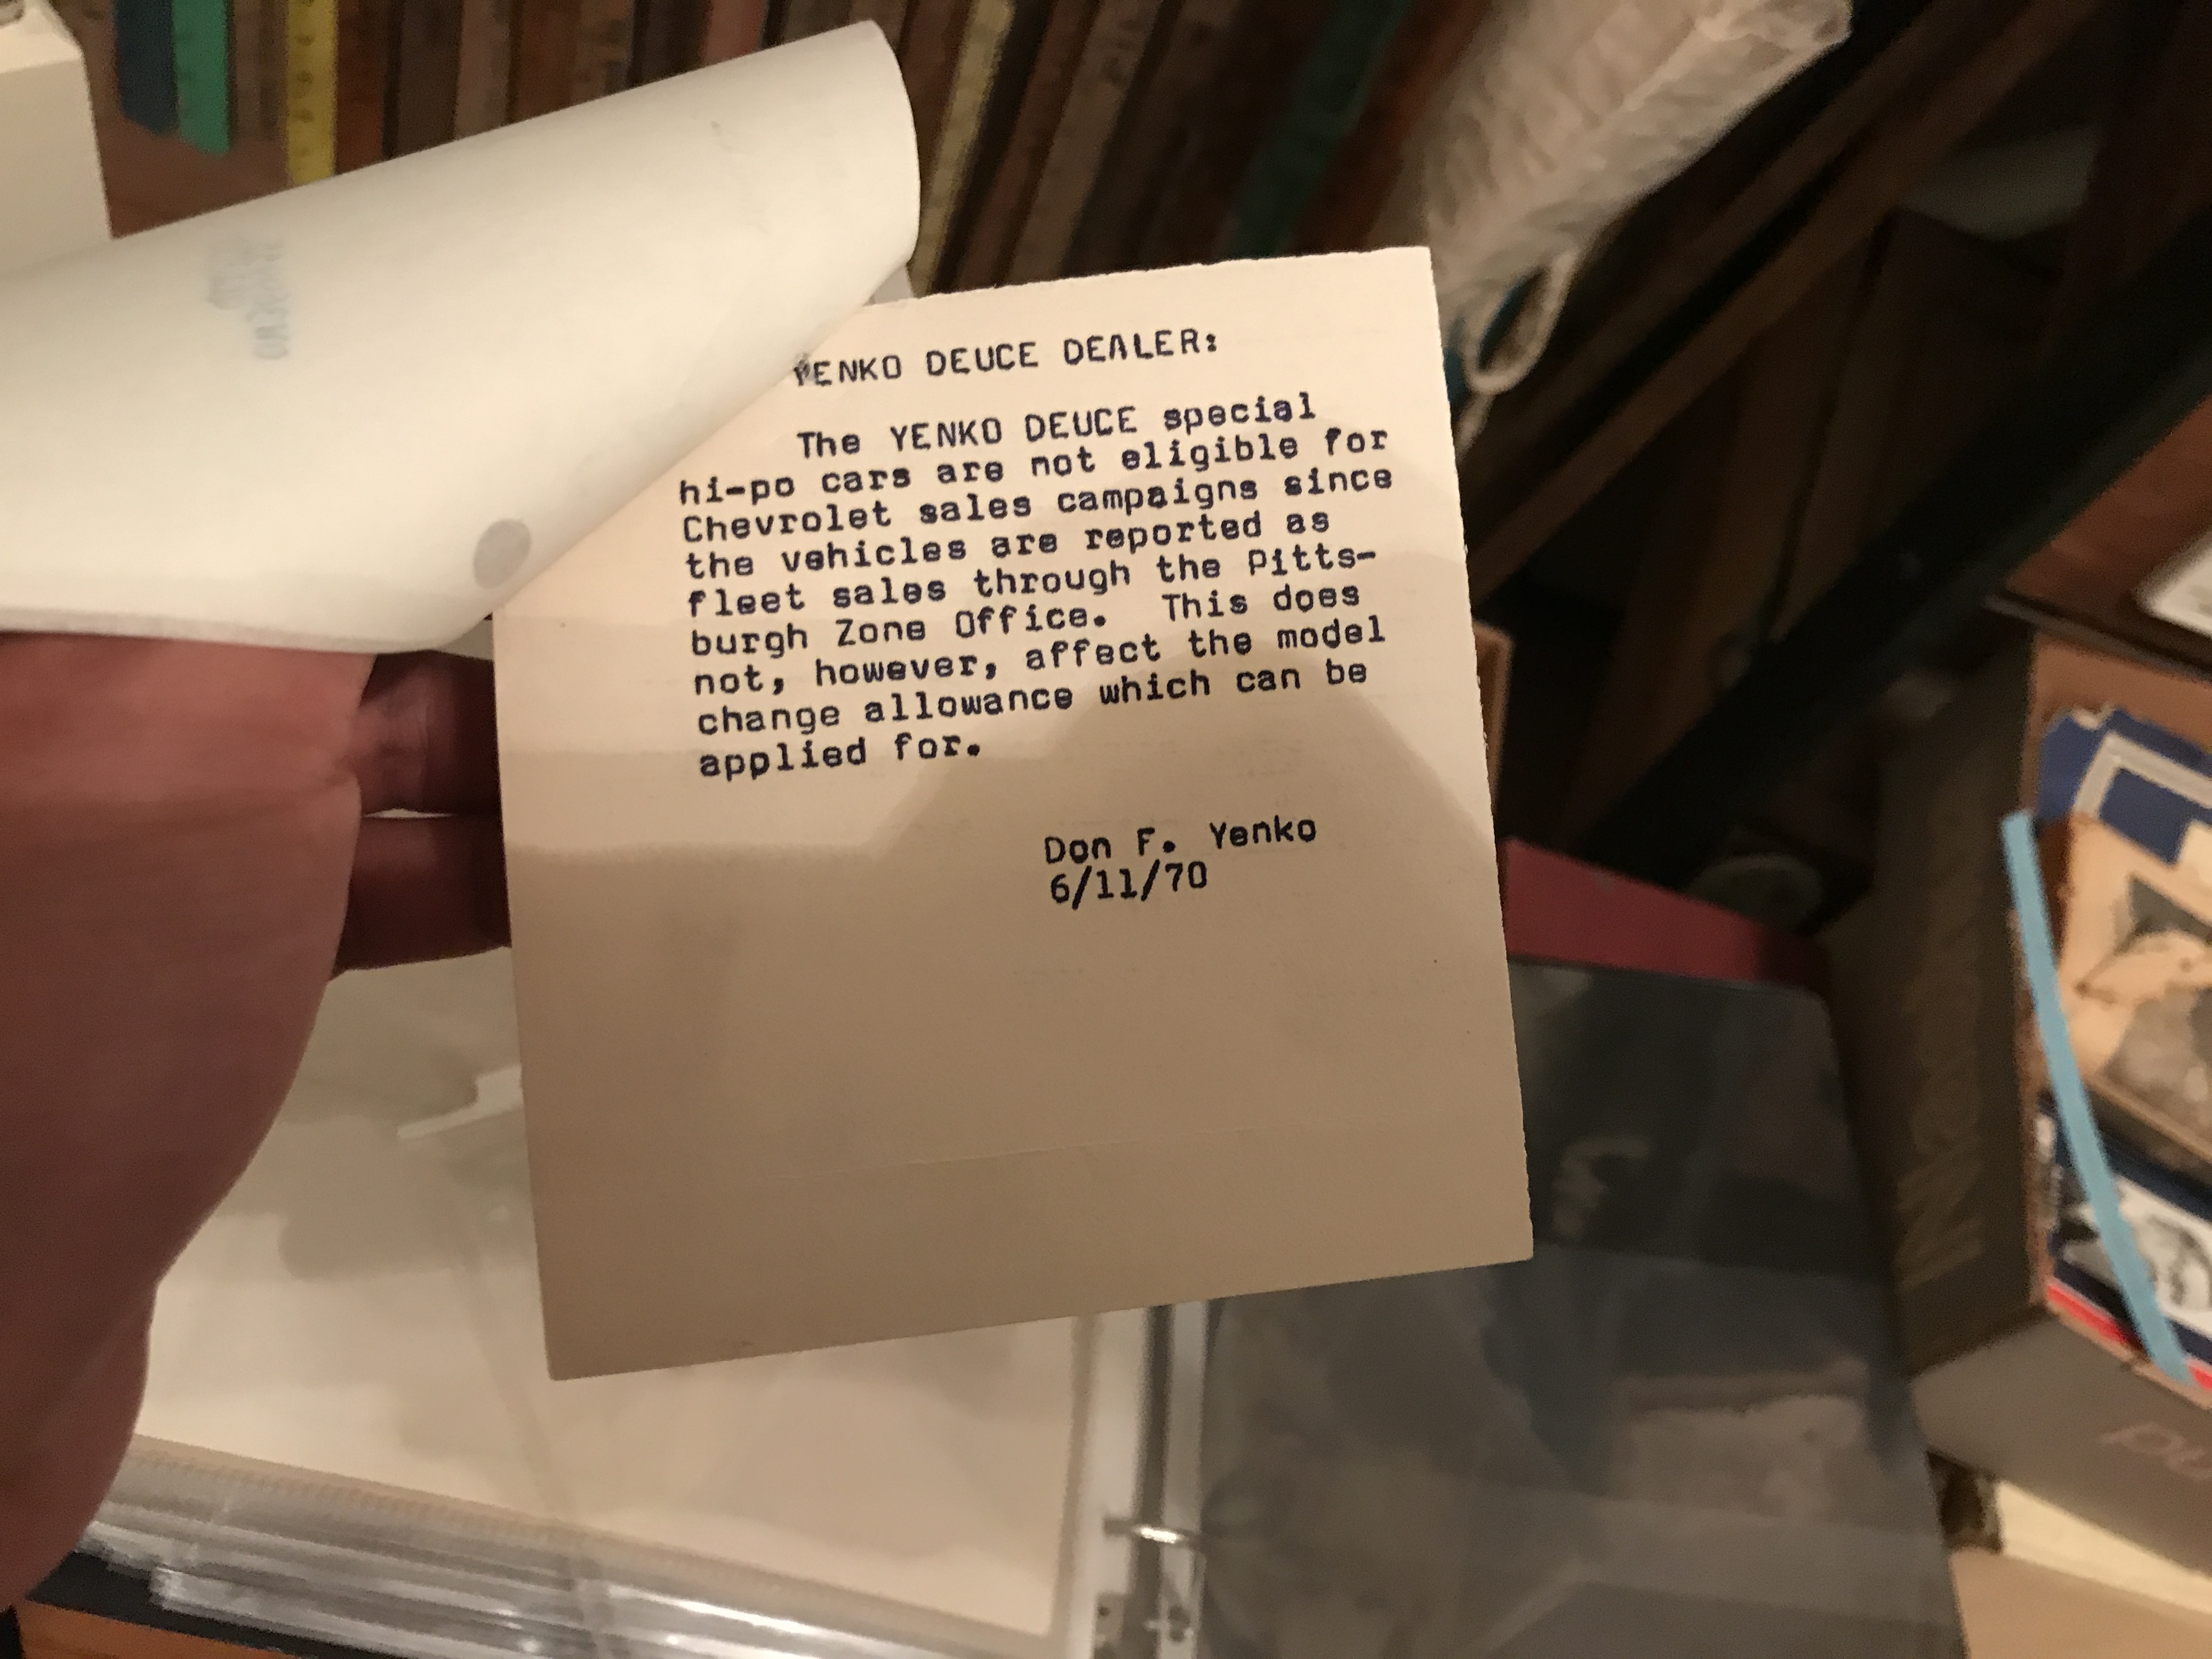 YENKO DEUCE DEALER:
The YENKO DEUCE special
hi-po cars are not eligible for
Chevrolet sales campaigns since
the vehicles are reported as
fleet sales through the Pitts-
burgh Zone Office.  This does
not, however, affect the model
change allowance which can be
applied for.
Don F. Yenko
6/11/70